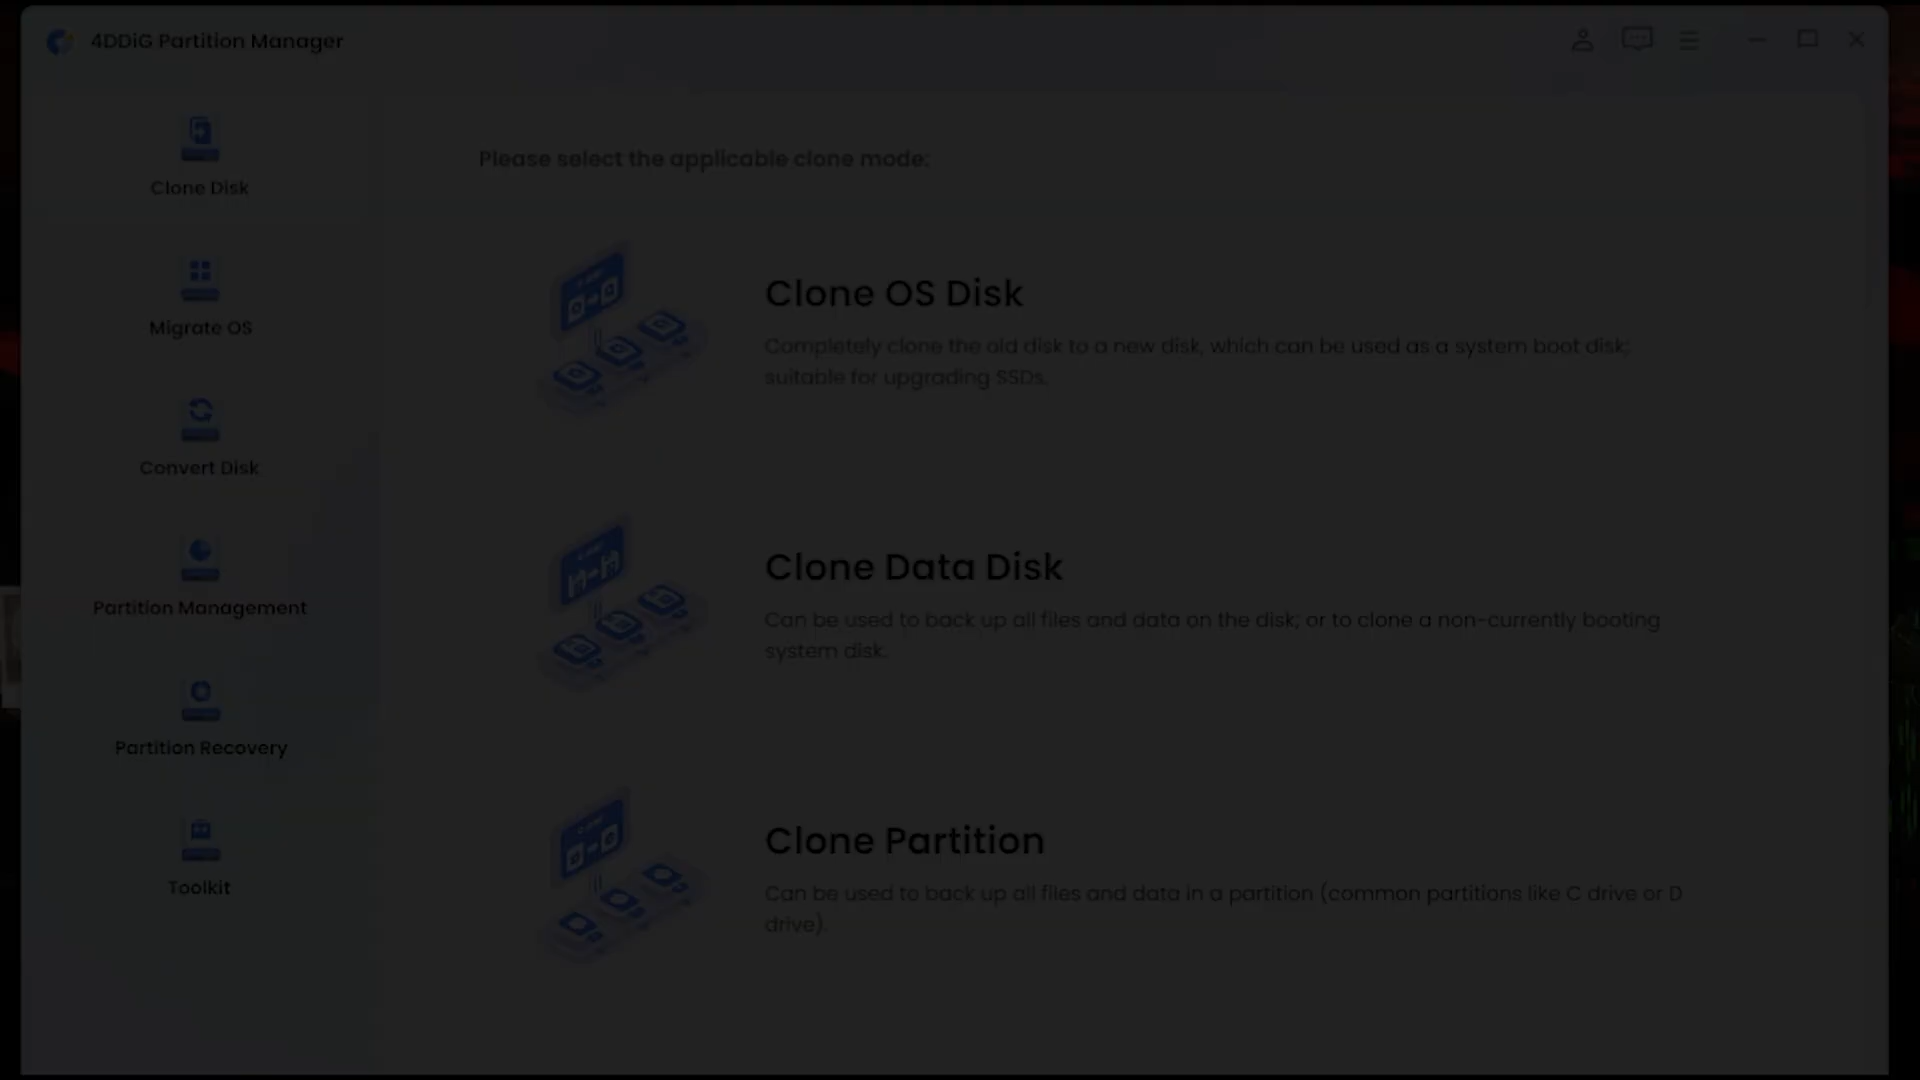 4DDiG Partition Manager
Clone Disk
Migrate OS
Convert Disk
Partition Management
Partition Recovery
Toolkit
Please select the applicable clone mode:
Clone OS Disk
Completely clone the old disk to a new disk, which can be used as a system boot disk;
suitable for upgrading SSDs.
Clone Data Disk
Can be used to back up all files and data on the disk; or to clone a non-currently booting
system disk.
Clone Partition
Can be used to back up all files and data in a partition (common partitions like C drive or D
drive).